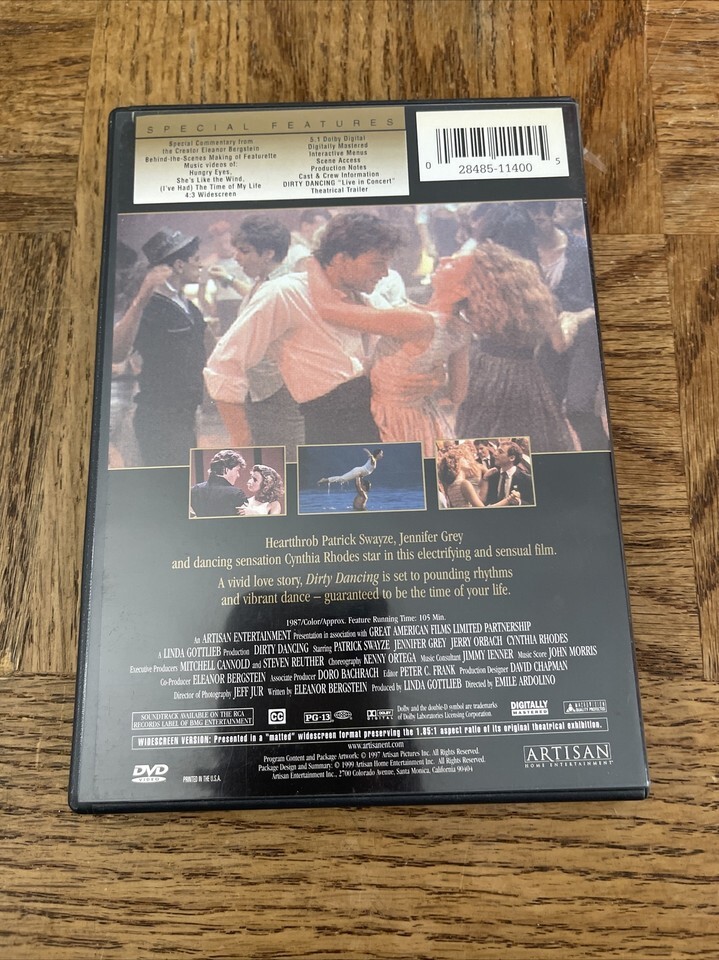 SPECIAL FEATURES
Special Commentary from
the Creator Eleanor Bergstein
Behind-the-Scenes Making of Featurette
Music videos of:
Hungry Eyes,
She's Like the Wind,
(I've Had) The Time of My Life
4:3 Widescreen
5.1 Dolby Digital
Digitally Mastered
Interactive Menus
Scene Access
Production Notes
Cast & Crew Information
DIRTY DANCING "Live in Concert"
Theatrical Trailer
0 28485-11400 5
Heartthrob Patrick Swayze, Jennifer Grey
and dancing sensation Cynthia Rhodes star in this electrifying and sensual film.
A vivid love story, Dirty Dancing is set to pounding rhythms
and vibrant dance – guaranteed to be the time of your life.
1987/Color/Approx. Feature Running Time: 105 Min.
An ARTISAN ENTERTAINMENT Presentation in association with GREAT AMERICAN FILMS LIMITED PARTNERSHIP
A LINDA GOTTLIEB Production DIRTY DANCING Starring PATRICK SWAYZE JENNIFER GREY JERRY ORBACH CYNTHIA RHODES
Executive Producers MITCHELL CANNOLD and STEVEN REUTHER Choreography KENNY ORTEGA Music Consultant JIMMY IENNER Music Score JOHN MORRIS
Co-Producer ELEANOR BERGSTEIN Associate Producer DORO BACHRACH Editor PETER C. FRANK Production Designer DAVID CHAPMAN
Director of Photography JEFF JUR Written by ELEANOR BERGSTEIN Produced by LINDA GOTTLIEB Directed by EMILE ARDOLINO
SOUNDTRACK AVAILABLE ON THE RCA
RECORDS LABEL OF BMG ENTERTAINMENT
CC
PG-13
DOLBY
DIGITAL
Dolby and the double-D symbol are trademarks
of Dolby Laboratories Licensing Corporation.
DIGITALLY
MASTERED
MACROVISION
QUALITY PROTECTION
WIDESCREEN VERSION: Presented in a "matted" widescreen format preserving the 1.85:1 aspect ratio of its original theatrical exhibition.
www.artisanent.com
Program Content and Package Artwork: © 1997 Artisan Pictures Inc. All Rights Reserved.
Package Design and Summary: © 1999 Artisan Home Entertainment Inc. All Rights Reserved.
Artisan Entertainment Inc., 2700 Colorado Avenue, Santa Monica, California 90404
DVD
VIDEO
PRINTED IN THE U.S.A.
ARTISAN
HOME ENTERTAINMENT